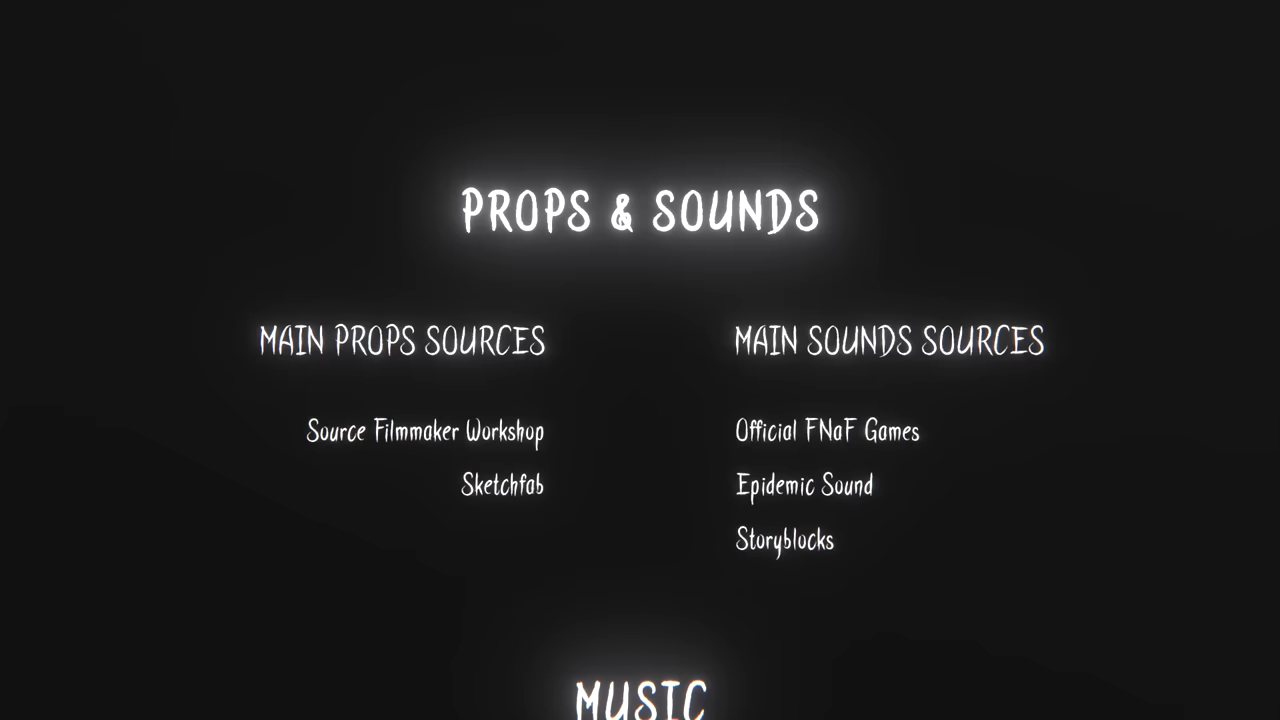 PROPS & SOUNDS
MAIN PROPS SOURCES
Source Filmmaker Workshop
Sketchfab
MAIN SOUNDS SOURCES
Official FNaF Games
Epidemic Sound
Storyblocks
MUSIC